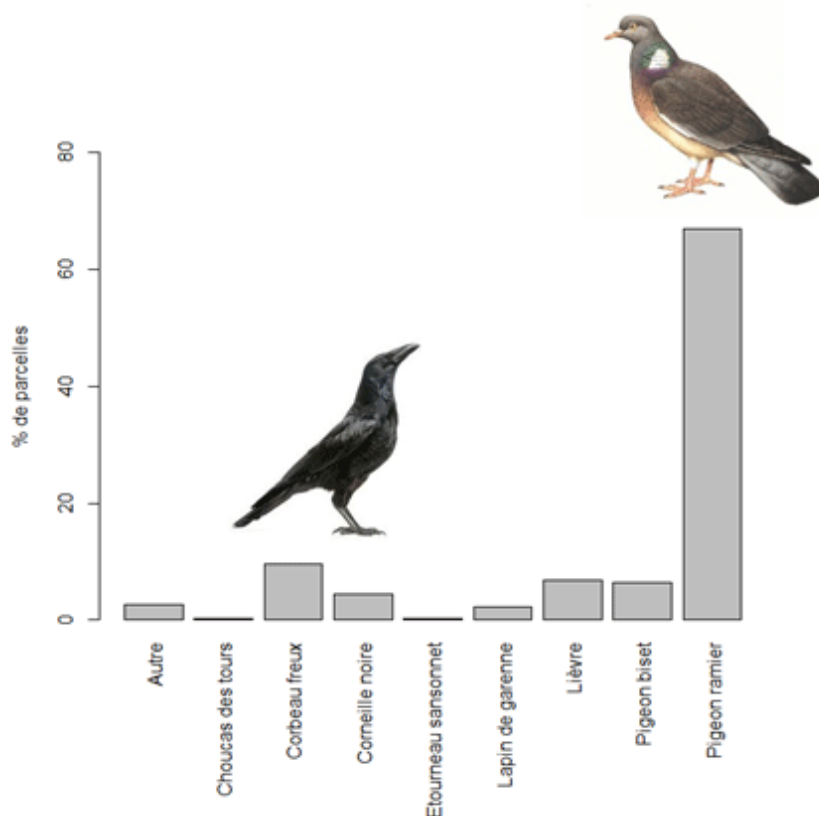 % de parcelles
80
60
40
20
0
Autre
Choucas des tours
Corbeau freux
Corneille noire
Etourneau sansonnet
Lapin de garenne
Lièvre
Pigeon biset
Pigeon ramier